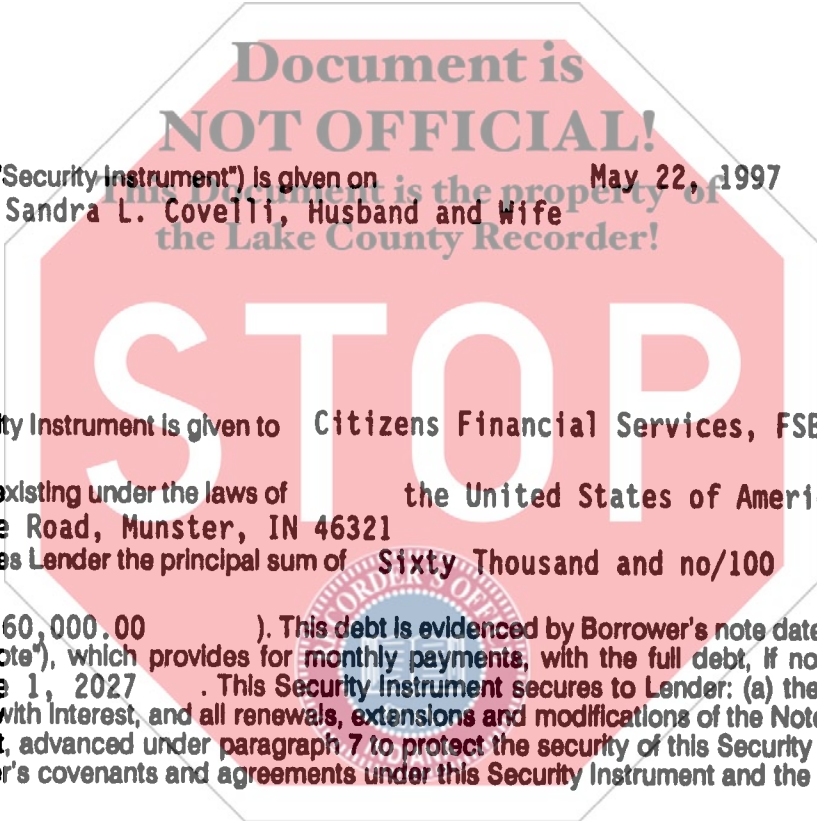 Document is
NOT OFFICIAL!
"Security Instrument") is given on May 22, 1997
This Document is the property of
Sandra L. Covelli, Husband and Wife
the Lake County Recorder!
STOP
ty Instrument is given to Citizens Financial Services, FSB
existing under the laws of the United States of Ameri
e Road, Munster, IN 46321
es Lender the principal sum of Sixty Thousand and no/100
RECORDER'S OFFI
60,000.00 ). This debt is evidenced by Borrower's note date
ote"), which provides for monthly payments, with the full debt, if no
e 1, 2027 . This Security Instrument secures to Lender: (a) the
with interest, and all renewals, extensions and modifications of the Note
t, advanced under paragraph 7 to protect the security of this Security
r's covenants and agreements under this Security Instrument and the